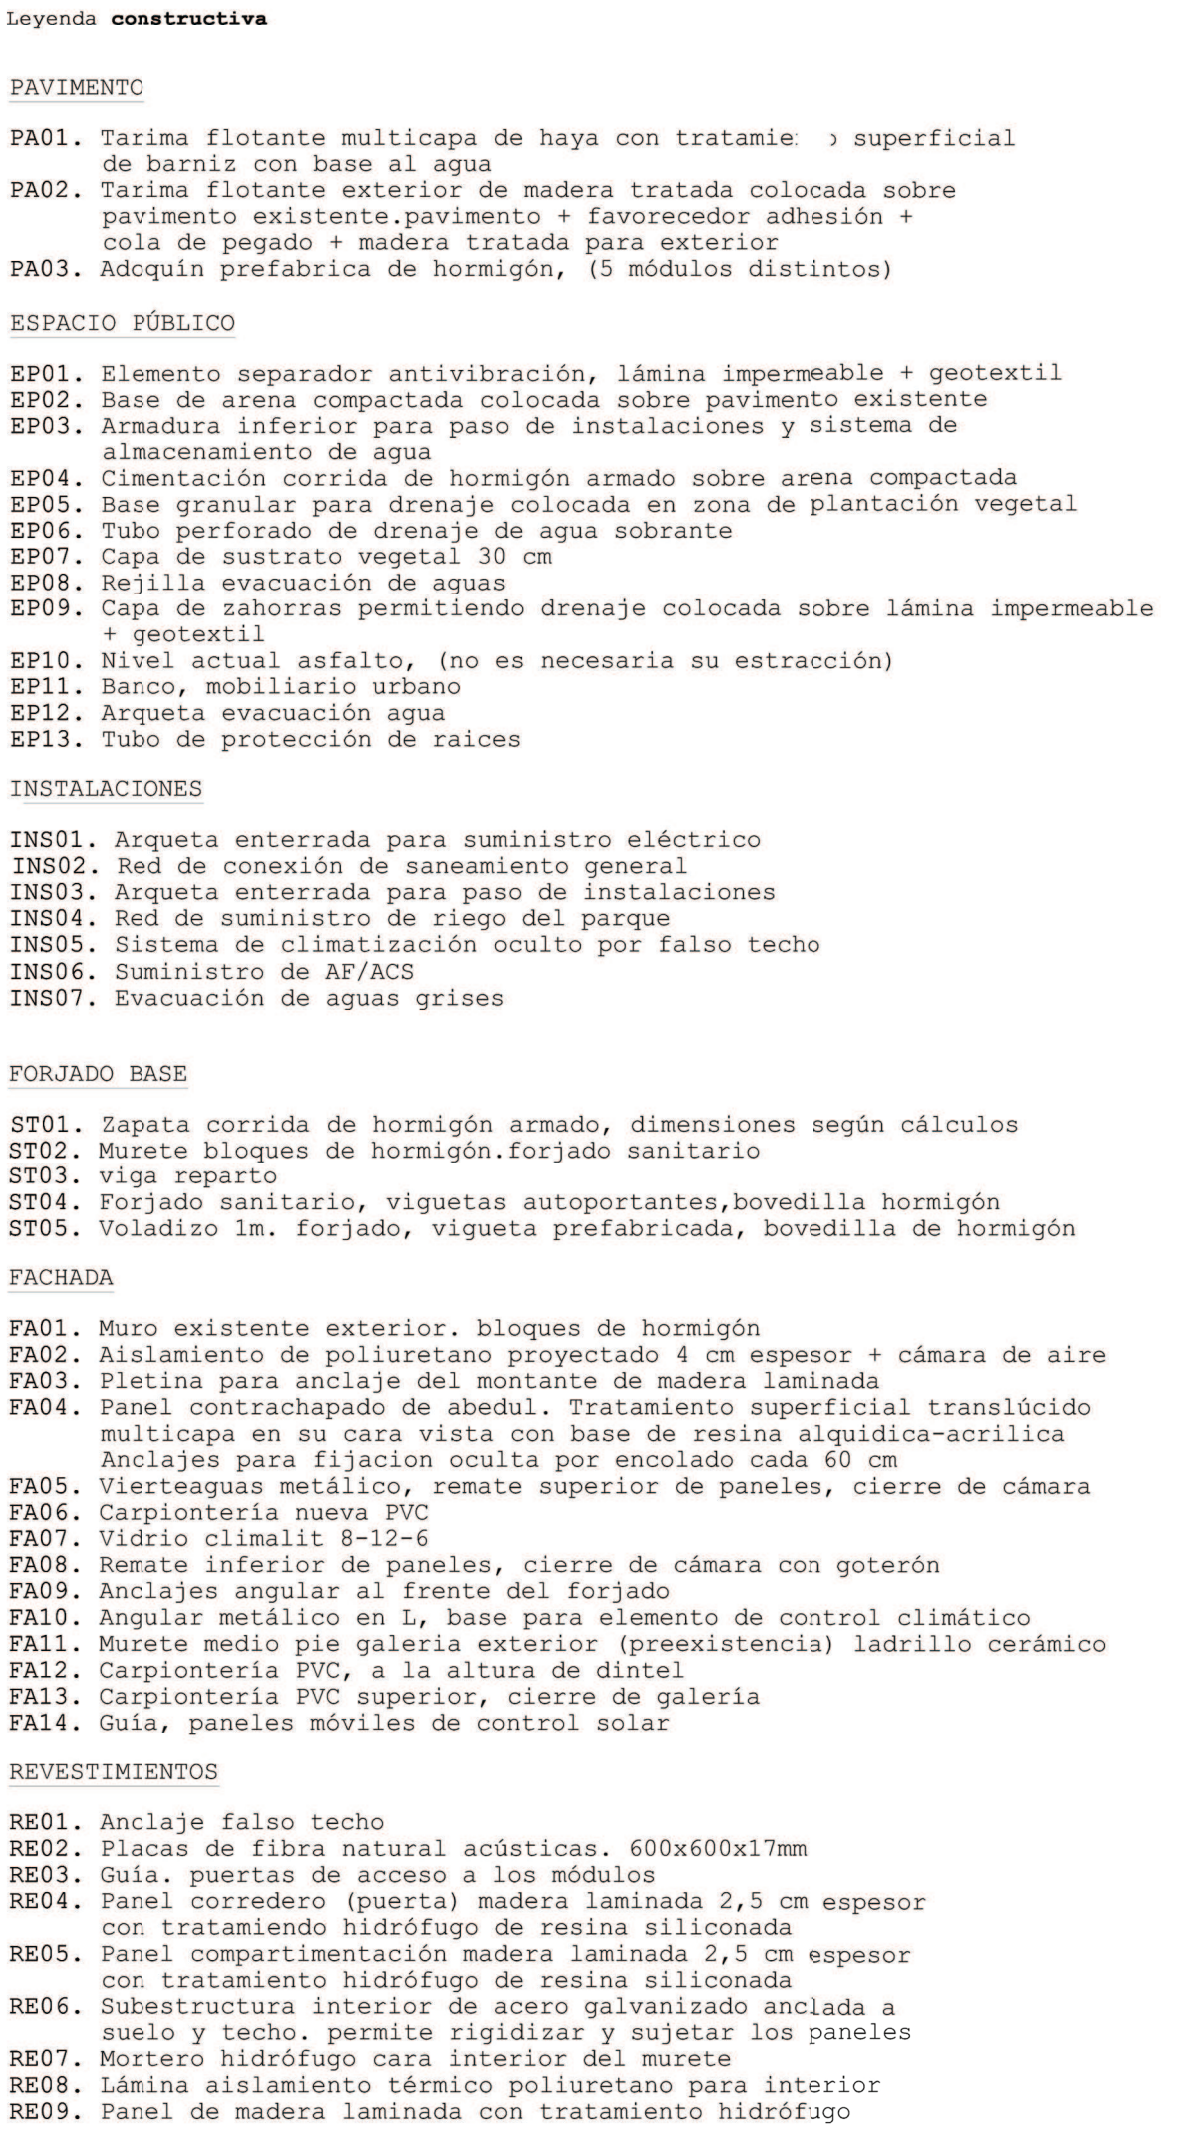 Leyenda constructiva
PAVIMENTO
PA01. Tarima flotante multicapa de haya con superficial
de barniz con base al agua
PA02. Tarima flotante exterior de madera tratada colocada sobre
pavimento existente.pavimento + favorecedor adhesión +
cola de pegado + madera tratada para exterior
PA03. Adoquín prefabrica de hormigón, (5 módulos distintos)
ESPACIO PÚBLICO
EP01. Elemento separador antivibración, lámina impermeable + geotextil
EP02. Base de arena compactada colocada sobre pavimento existente
EP03. Armadura inferior para paso de instalaciones y sistema de
almacenamiento de agua
EP04. Cimentación corrida de hormigón armado sobre arena compactada
EP05. Base granular para drenaje colocada en zona de plantación vegetal
EP06. Tubo perforado de drenaje de agua sobrante
EP07. Capa de sustrato vegetal 30 cm
EP08. Rejilla evacuación de aguas
EP09. Capa de zahorras permitiendo drenaje colocada sobre lámina impermeable
+ geotextil
EP10. Nivel actual asfalto, (no es necesaria su estracción)
EP11. Banco, mobiliario urbano
EP12. Arqueta evacuación agua
EP13. Tubo de protección de raices
INSTALACIONES
INS01. Arqueta enterrada para suministro eléctrico
INS02. Red de conexión de saneamiento general
INS03. Arqueta enterrada para paso de instalaciones
INS04. Red de suministro de riego del parque
INS05. Sistema de climatización oculto por falso techo
INS06. Suministro de AF/ACS
INS07. Evacuación de aguas grises
FORJADO BASE
ST01. Zapata corrida de hormigón armado, dimensiones según cálculos
ST02. Murete bloques de hormigón.forjado sanitario
ST03. viga reparto
ST04. Forjado sanitario, viguetas autoportantes,bovedilla hormigón
ST05. Voladizo 1m. forjado, vigueta prefabricada, bovedilla de hormigón
FACHADA
FA01. Muro existente exterior. bloques de hormigón
FA02. Aislamiento de poliuretano proyectado 4 cm espesor + cámara de aire
FA03. Pletina para anclaje del montante de madera laminada
FA04. Panel contrachapado de abedul. Tratamiento superficial translúcido
multicapa en su cara vista con base de resina alquidica-acrilica
Anclajes para fijacion oculta por encolado cada 60 cm
FA05. Vierteaguas metálico, remate superior de paneles, cierre de cámara
FA06. Carpiontería nueva PVC
FA07. Vidrio climalit 8-12-6
FA08. Remate inferior de paneles, cierre de cámara con goterón
FA09. Anclajes angular al frente del forjado
FA10. Angular metálico en L, base para elemento de control climático
FA11. Murete medio pie galeria exterior (preexistencia) ladrillo cerámico
FA12. Carpiontería PVC, a la altura de dintel
FA13. Carpiontería PVC superior, cierre de galería
FA14. Guía, paneles móviles de control solar
REVESTIMIENTOS
RE01. Anclaje falso techo
RE02. Placas de fibra natural acústicas. 600x600x17mm
RE03. Guía. puertas de acceso a los módulos
RE04. Panel corredero (puerta) madera laminada 2,5 cm espesor
con tratamiendo hidrófugo de resina siliconada
RE05. Panel compartimentación madera laminada 2,5 cm espesor
con tratamiento hidrófugo de resina siliconada
RE06. Subestructura interior de acero galvanizado anclada a
suelo y techo. permite rigidizar y sujetar los paneles
RE07. Mortero hidrófugo cara interior del murete
RE08. Lámina aislamiento térmico poliuretano para interior
RE09. Panel de madera laminada con tratamiento hidrófugo